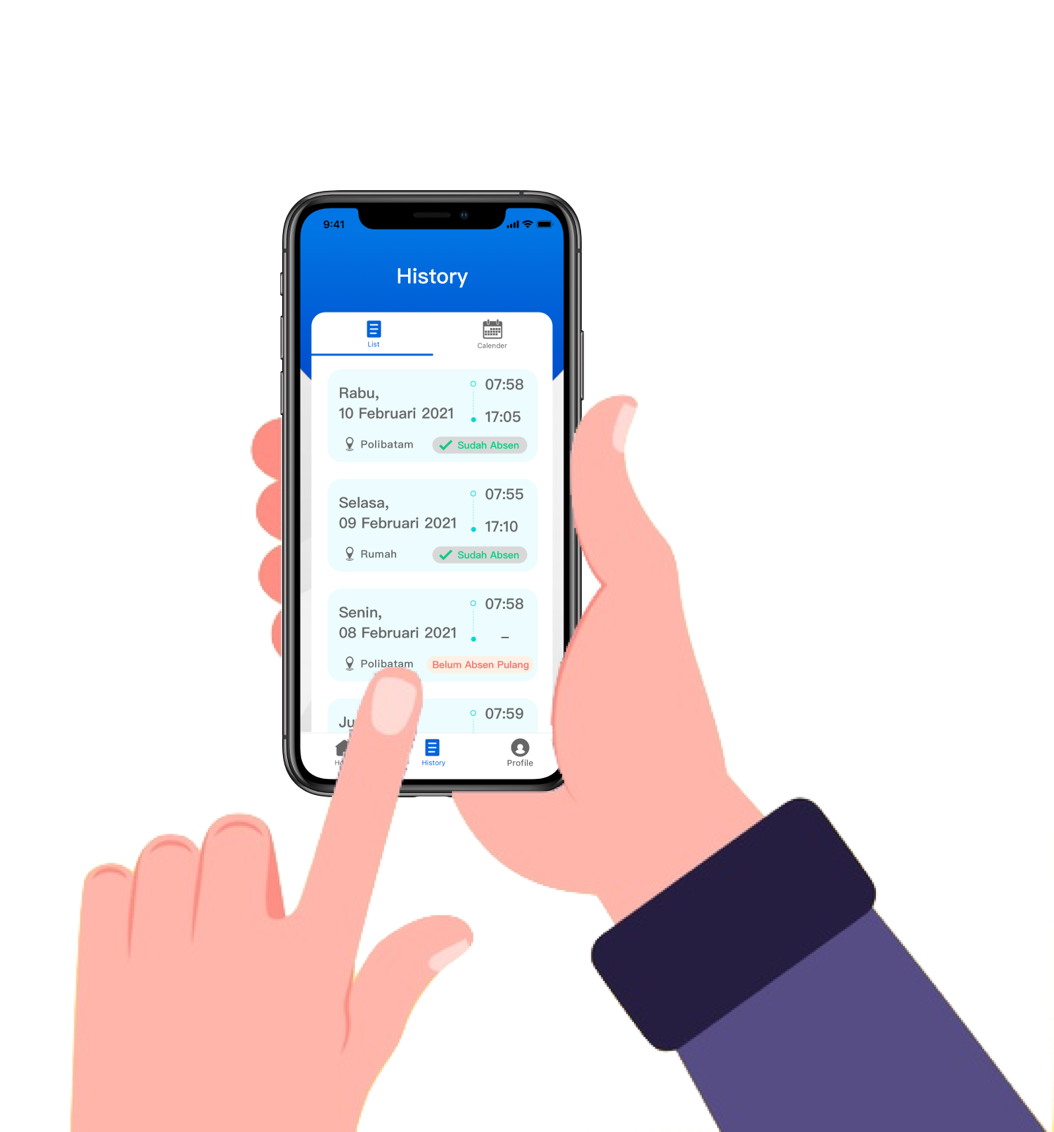 9:41
History
List
Calender
Rabu,
10 Februari 2021
07:58
17:05
Polibatam
Sudah Absen
Selasa,
09 Februari 2021
07:55
17:10
Rumah
Sudah Absen
Senin,
08 Februari 2021
07:58
–
Polibatam
Belum Absen Pulang
Ju
07:59
History
Profile